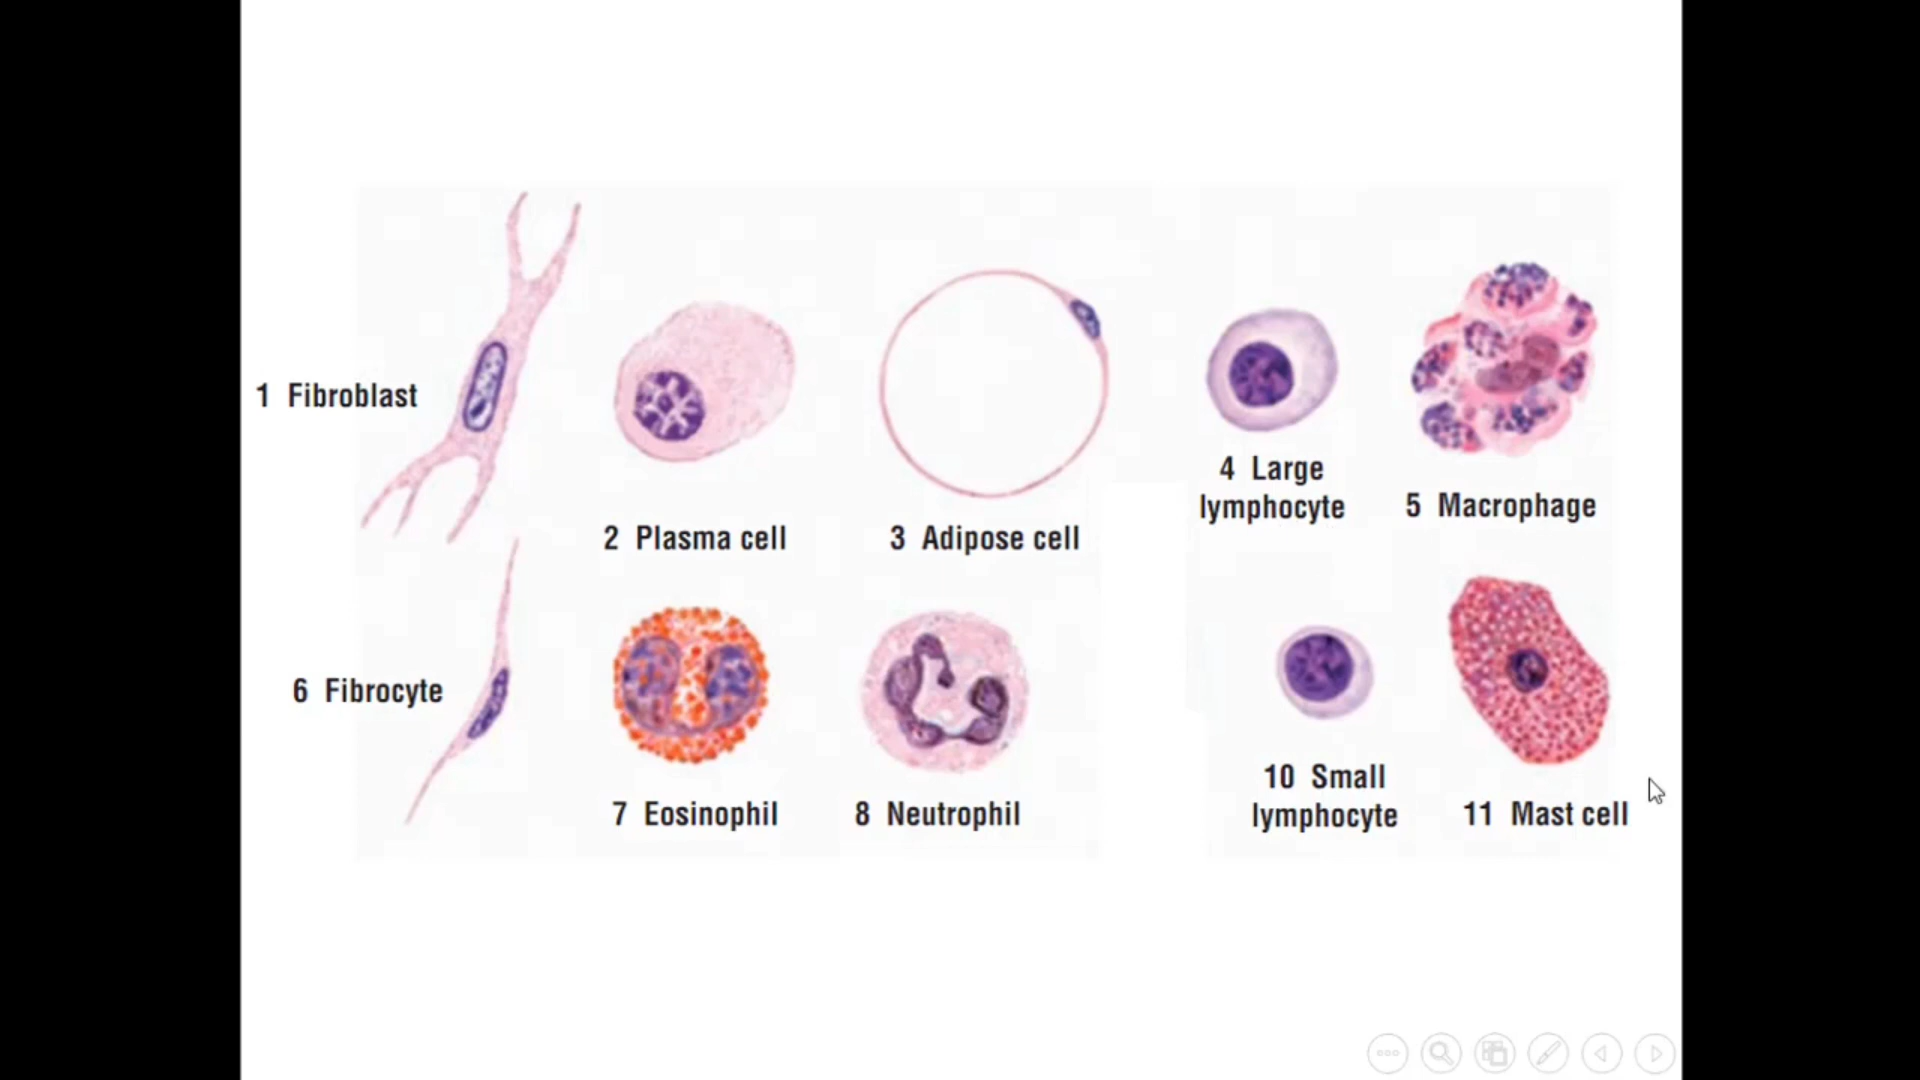 1 Fibroblast
2 Plasma cell
3 Adipose cell
4 Large
lymphocyte
5 Macrophage
6 Fibrocyte
7 Eosinophil
8 Neutrophil
10 Small
lymphocyte
11 Mast cell